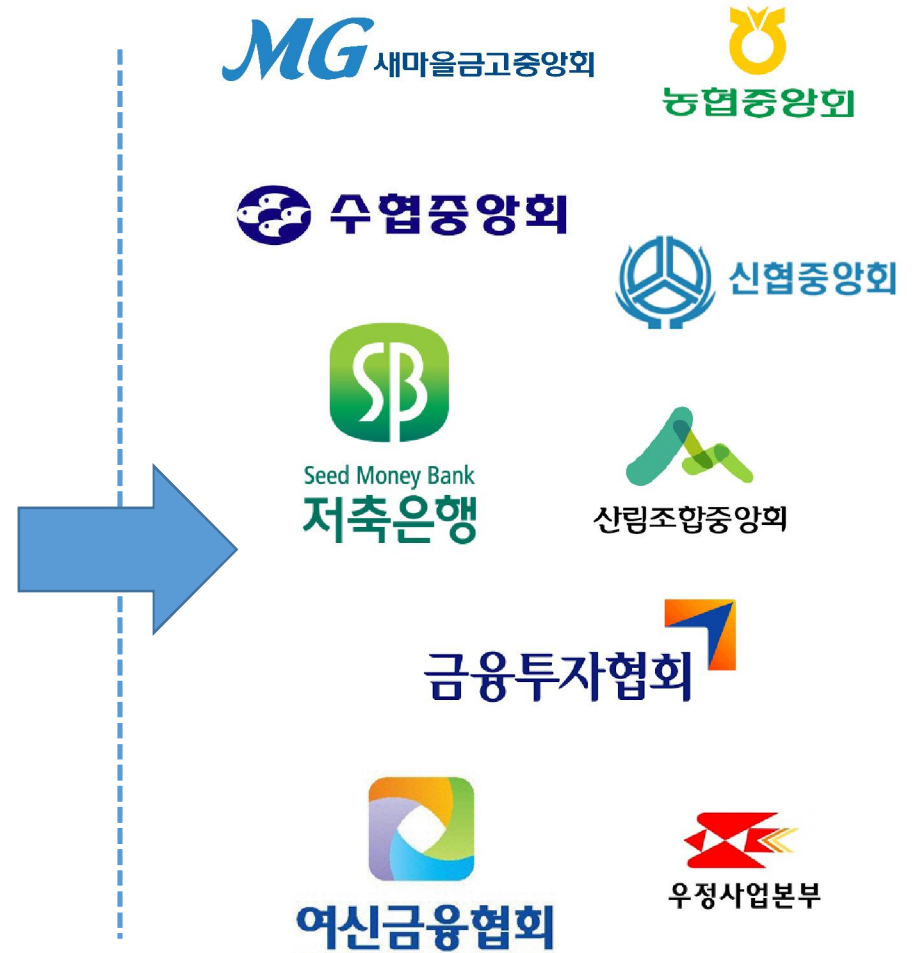 MG 새마을금고중앙회
농협중앙회
수협중앙회
신협중앙회
SB
Seed Money Bank
저축은행
산림조합중앙회
금융투자협회
여신금융협회
우정사업본부